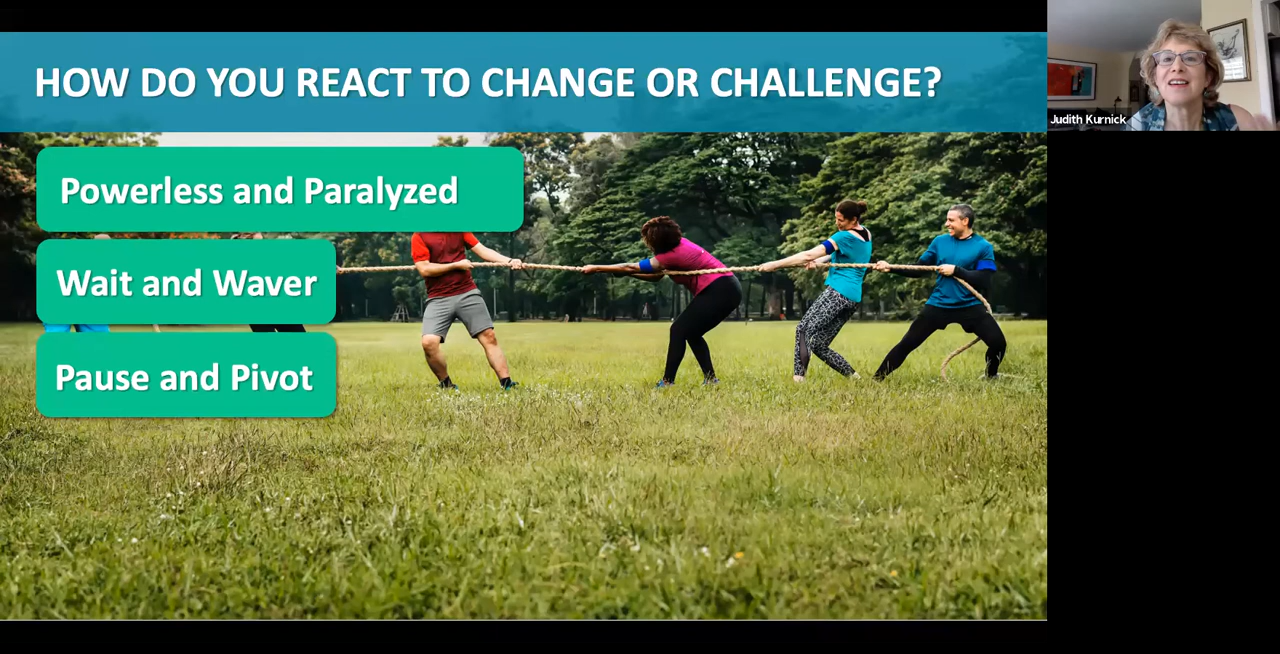 HOW DO YOU REACT TO CHANGE OR CHALLENGE?
Judith Kurnick
Powerless and Paralyzed
Wait and Waver
Pause and Pivot